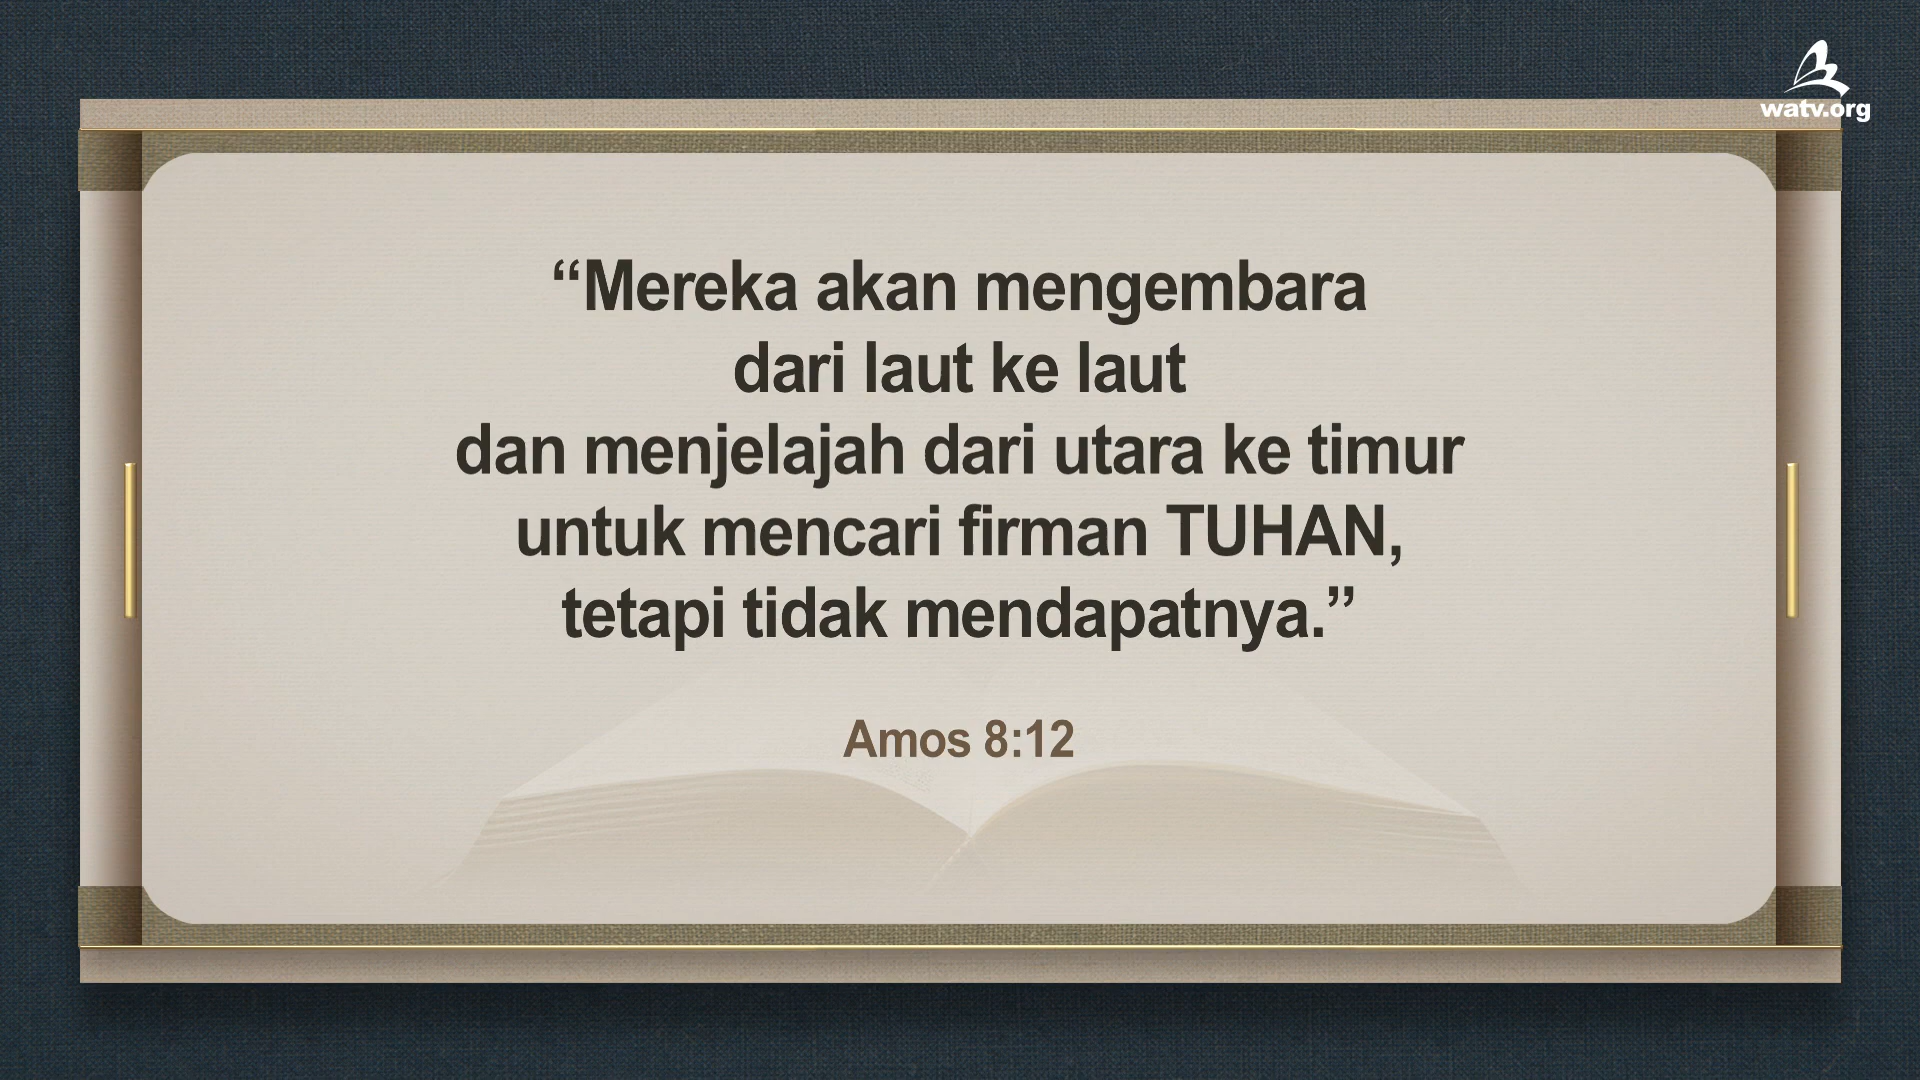 watv.org
“Mereka akan mengembara
dari laut ke laut
dan menjelajah dari utara ke timur
untuk mencari firman TUHAN,
tetapi tidak mendapatnya.”
Amos 8:12